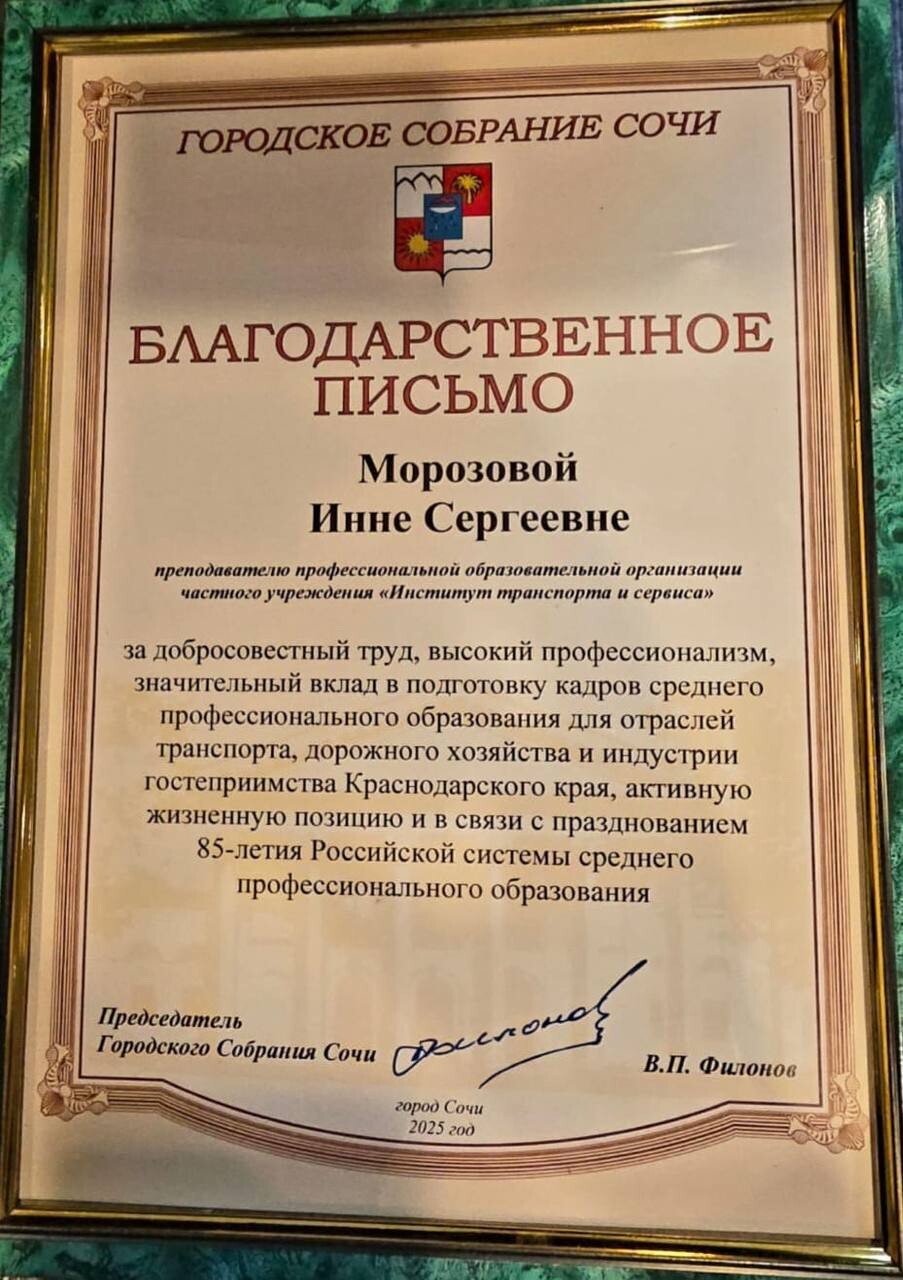 ГОРОДСКОЕ СОБРАНИЕ СОЧИ
БЛАГОДАРСТВЕННОЕ
ПИСЬМО
Морозовой
Инне Сергеевне
преподавателю профессиональной образовательной организации
частного учреждения «Институт транспорта и сервиса»
за добросовестный труд, высокий профессионализм,
значительный вклад в подготовку кадров среднего
профессионального образования для отраслей
транспорта, дорожного хозяйства и индустрии
гостеприимства Краснодарского края, активную
жизненную позицию и в связи с празднованием
85-летия Российской системы среднего
профессионального образования
Председатель
Городского Собрания Сочи
В.П. Филонов
город Сочи
2025 год